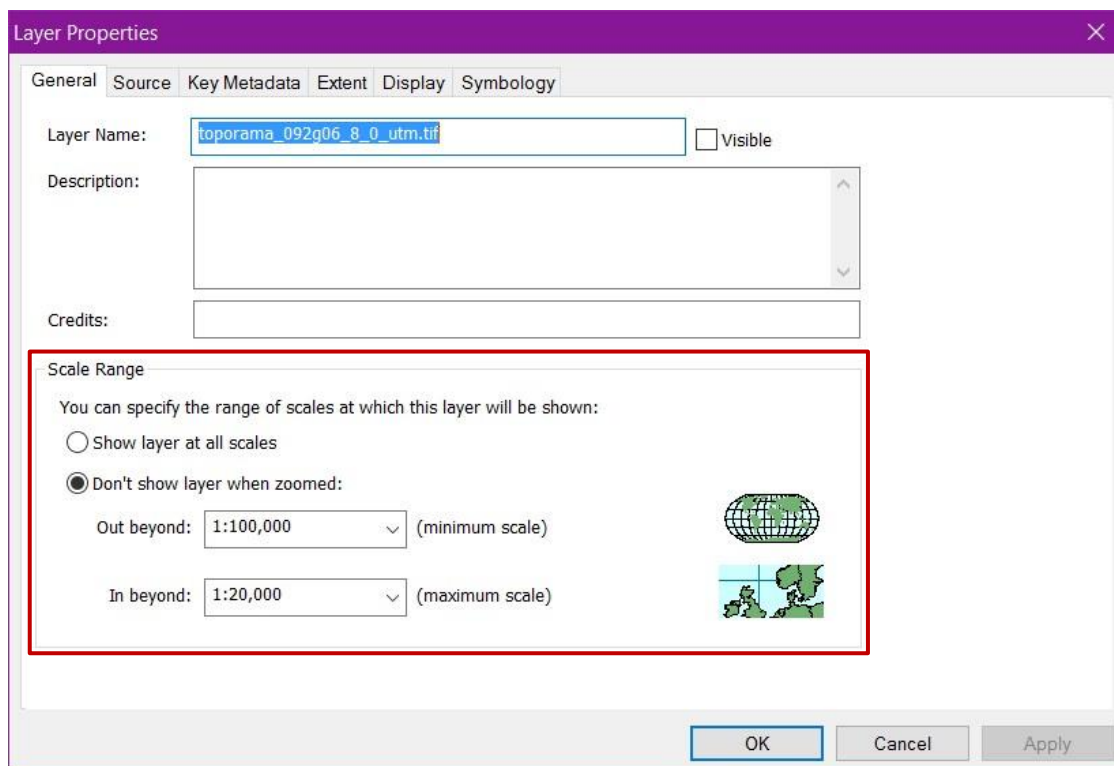 Layer Properties
General Source Key Metadata Extent Display Symbology
Layer Name: toporama_092g06_8_0_utm.tif Visible
Description:
Credits:
Scale Range
You can specify the range of scales at which this layer will be shown:
Show layer at all scales
Don't show layer when zoomed:
Out beyond: 1:100,000 (minimum scale)
In beyond: 1:20,000 (maximum scale)
OK Cancel Apply